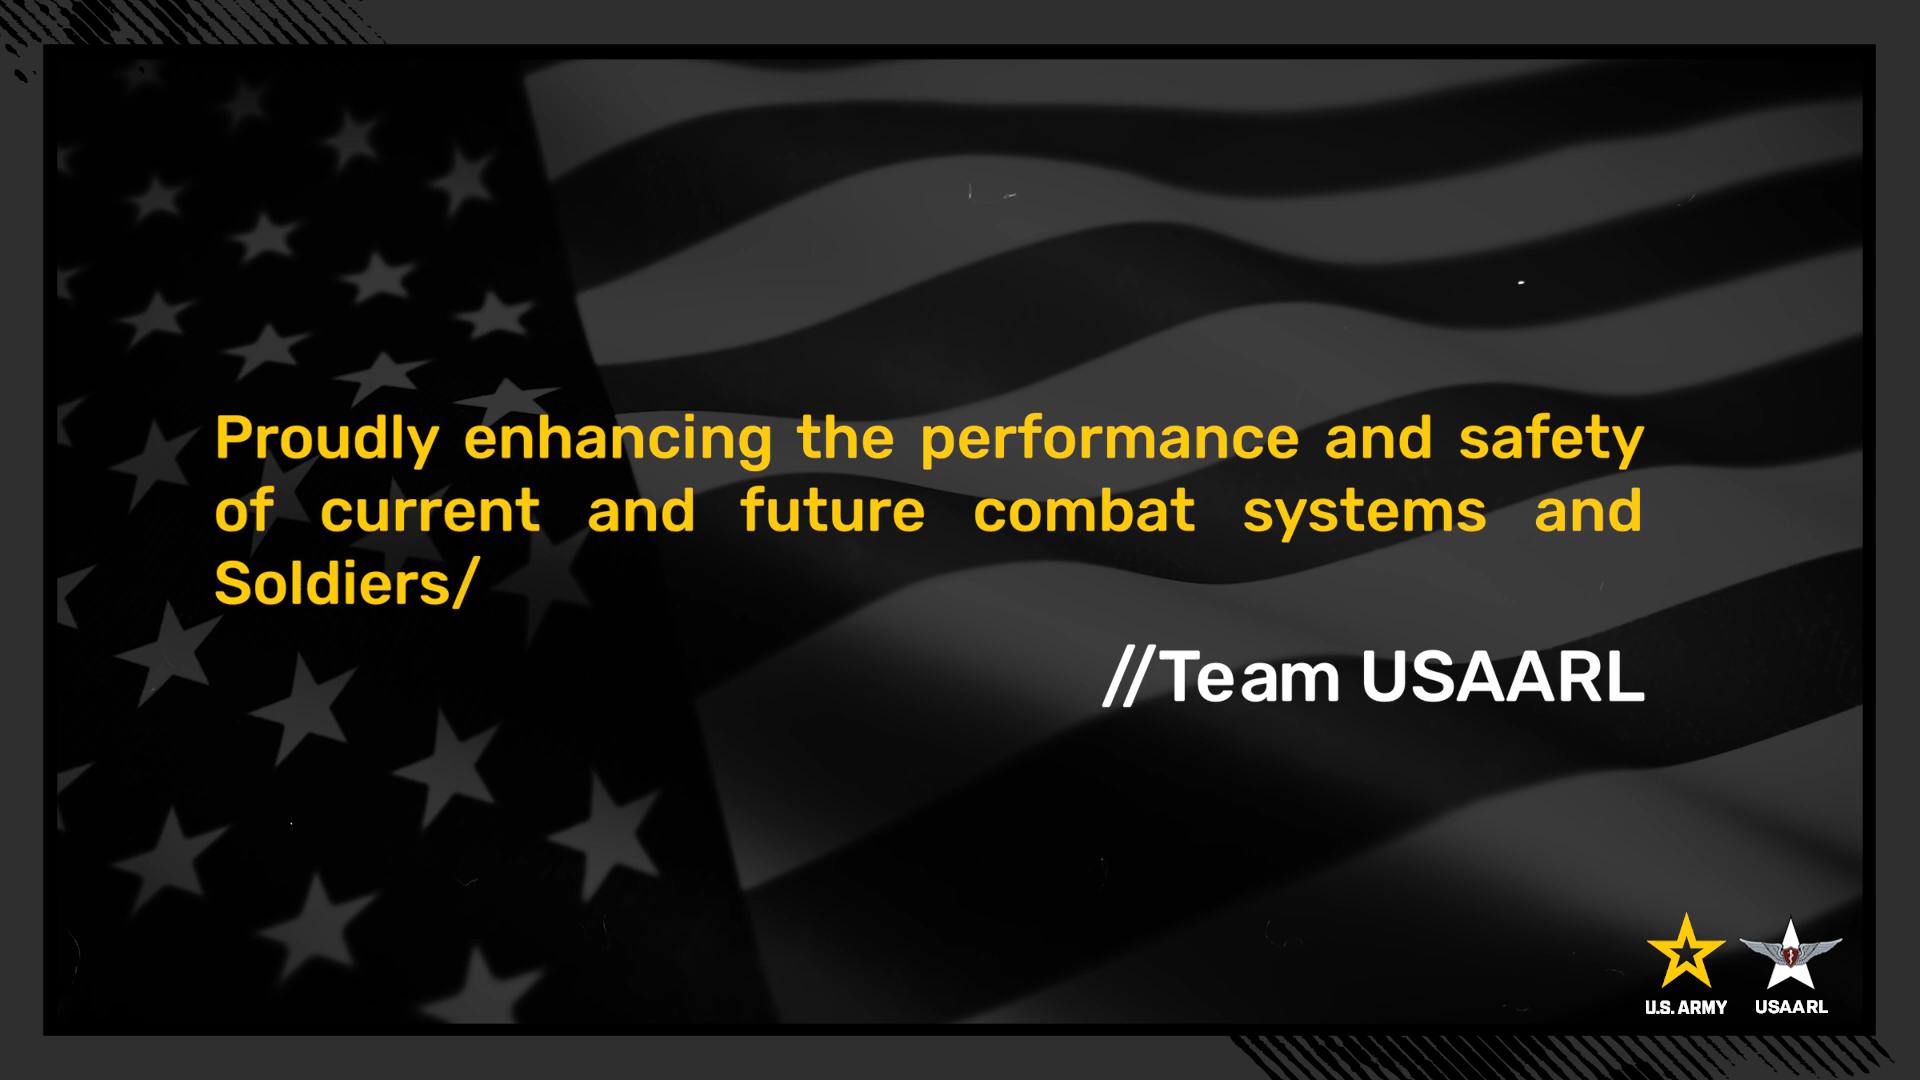 Proudly enhancing the performance and safety
of current and future combat systems and
Soldiers/
//Team USAARL
U.S. ARMY
USAARL